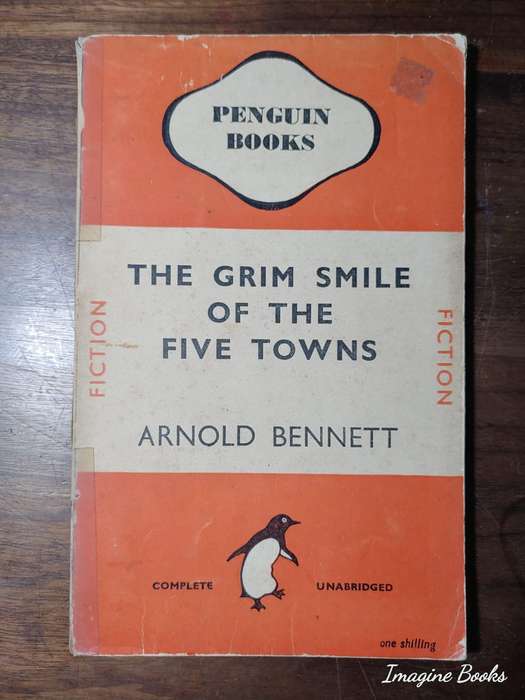 PENGUIN
BOOKS
THE GRIM SMILE
OF THE
FIVE TOWNS
FICTION
FICTION
ARNOLD BENNETT
COMPLETE UNABRIDGED
one shilling
Imagine Books